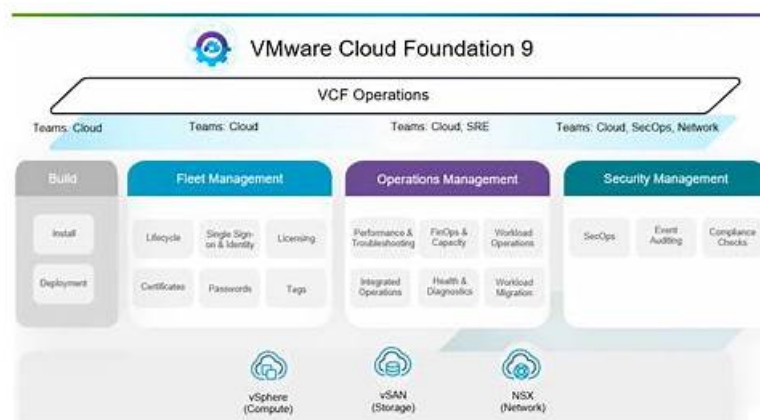 VMware Cloud Foundation 9
VCF Operations
Teams: Cloud
Teams: Cloud
Teams: Cloud, SRE
Teams: Cloud, SecOps, Network
Build
Install
Deployment
Fleet Management
Lifecycle
Single Sign-
on & Identity
Licensing
Certificates
Passwords
Tags
Operations Management
Performance &
Troubleshooting
FinOps &
Capacity
Workload
Operations
Integrated
Operations
Health &
Diagnostics
Workload
Migration
Security Management
SecOps
Event
Auditing
Compliance
Checks
vSphere
(Compute)
vSAN
(Storage)
NSX
(Network)